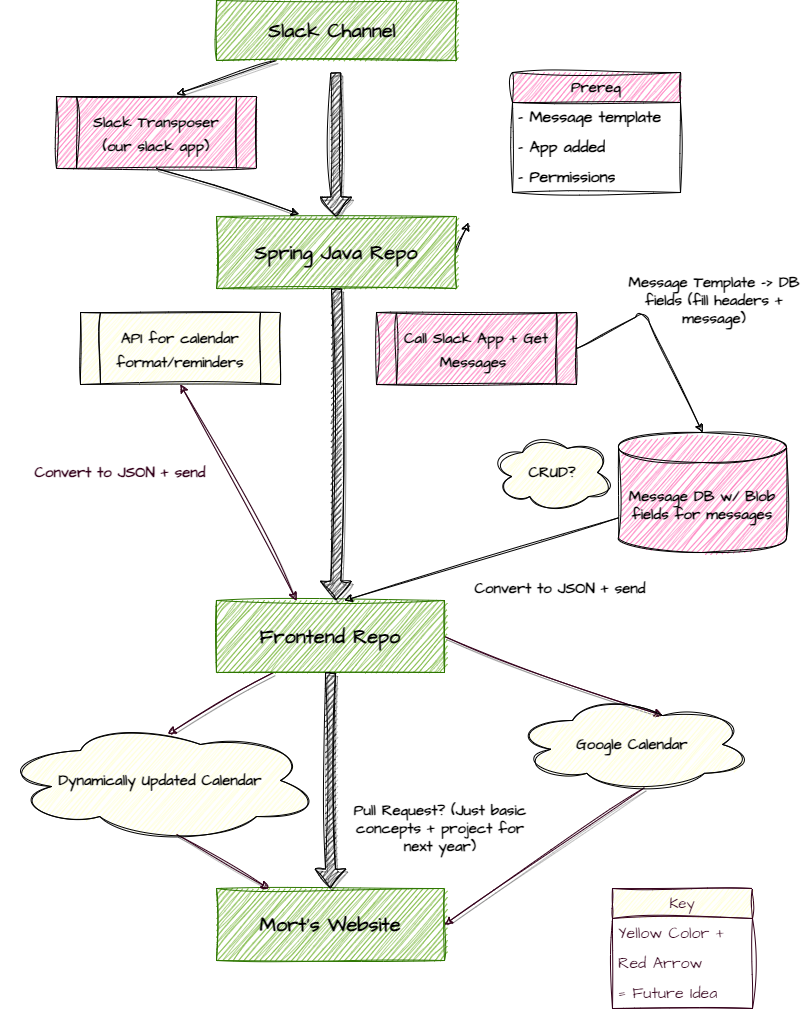 Slack Channel
Prereq
- Message template
- App added
- Permissions
Slack Transposer
(our slack app)
Spring Java Repo
Message Template -> DB
fields (fill headers +
message)
API for calendar
format/reminders
Call Slack App + Get
Messages
CRUD?
Convert to JSON + send
Message DB w/ Blob
fields for messages
Convert to JSON + send
Frontend Repo
Google Calendar
Dynamically Updated Calendar
Pull Request? (Just basic
concepts + project for
next year)
Mort's Website
Key
Yellow Color +
Red Arrow
= Future Idea